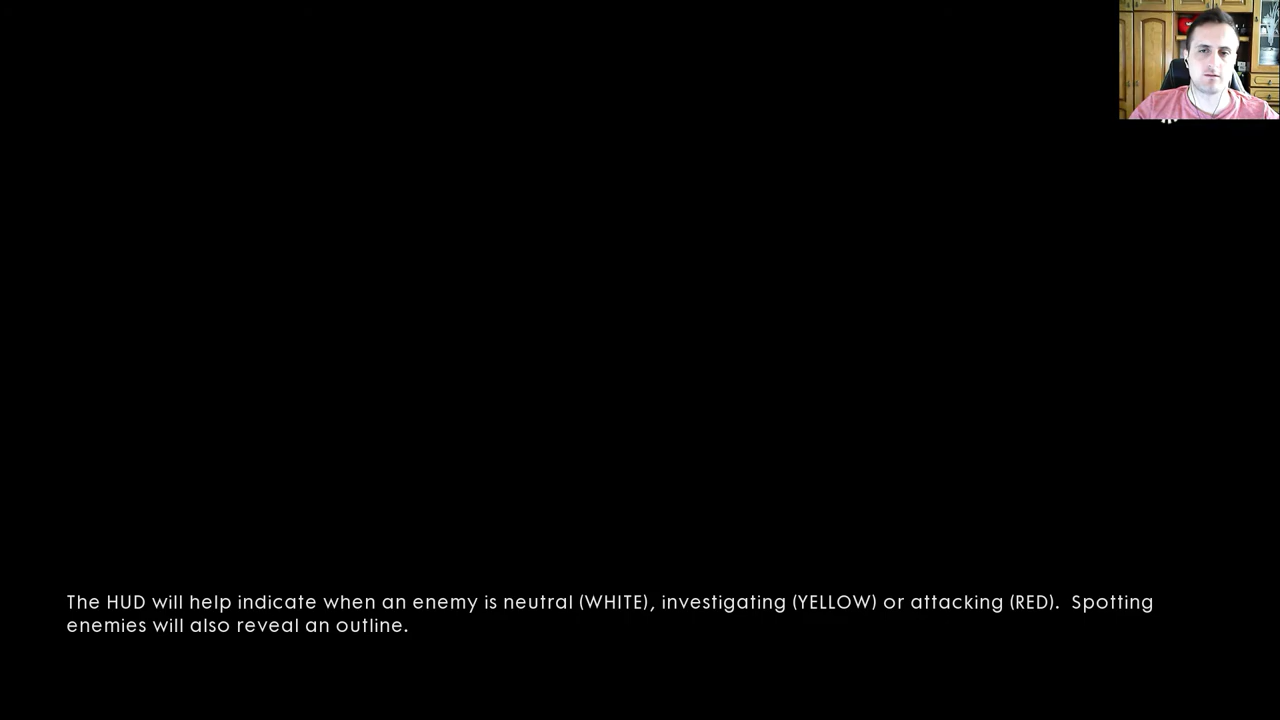 The HUD will help indicate when an enemy is neutral (WHITE), investigating (YELLOW) or attacking (RED).  Spotting
enemies will also reveal an outline.